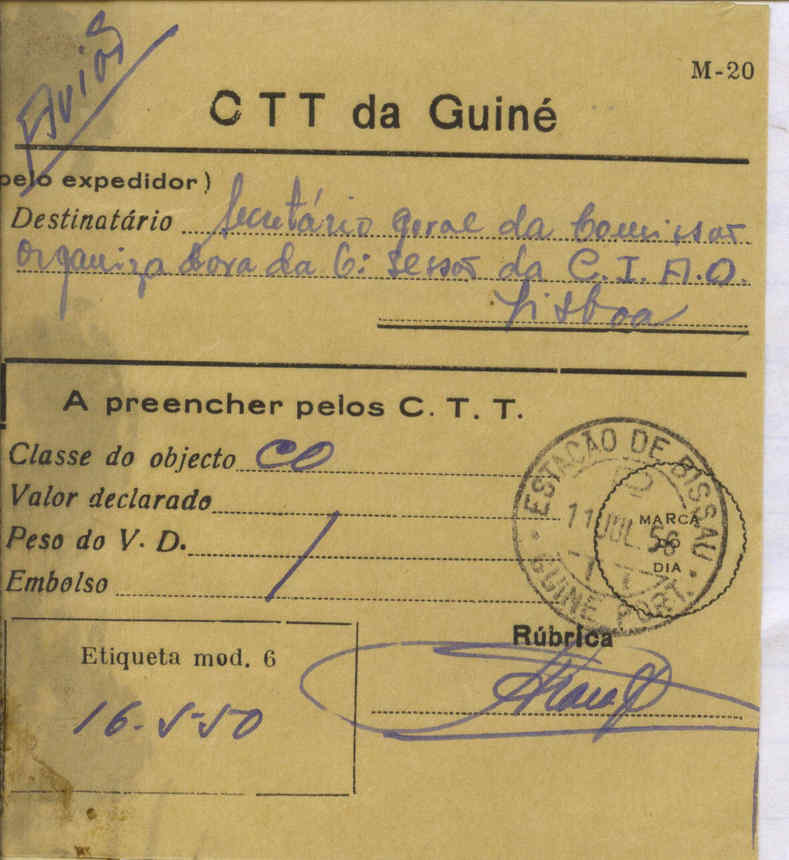 Avião
M-20
CTT da Guiné
pelo expedidor)
Destinatário Secretário geral da Comissão
organizadora da 6ª sessão da C. I. A. O.
Lisboa
A preencher pelos C. T. T.
Classe do objecto CO
Valor declarado
Peso do V. D.
Embolso
ESTAÇÃO DE BISSAU
11 JUL. 56
GUINÉ PORT.
MARCA
DO
DIA
Rúbrica
Etiqueta mod. 6
16-5-50